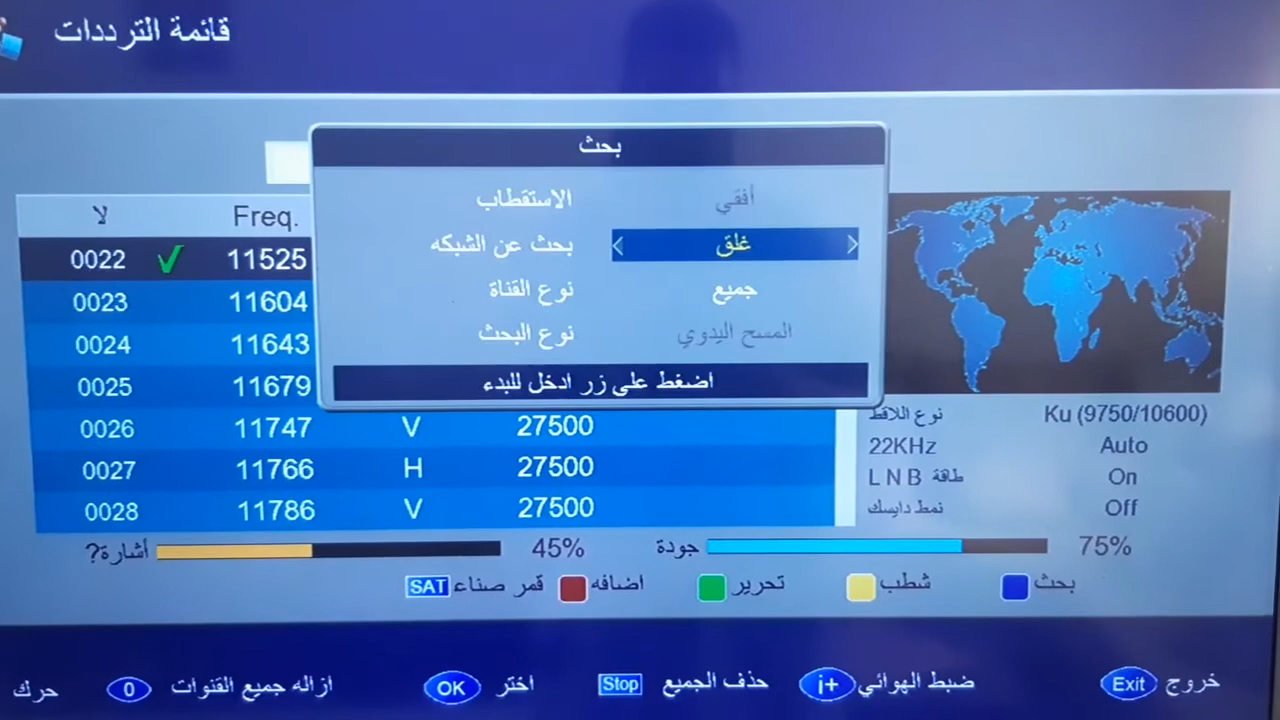 قائمة الترددات
بحث
الاستقطاب أفقي
بحث عن الشبكه غلق
نوع القناة جميع
نوع البحث المسح اليدوي
اضغط على زر ادخل للبدء
لا Freq.
0022 11525
0023 11604
0024 11643
0025 11679
0026 11747 V 27500
0027 11766 H 27500
0028 11786 V 27500
نوع اللاقط Ku (9750/10600)
22KHz Auto
طاقة LNB On
نمط دايسك Off
أشارة? 45% جودة 75%
SAT قمر صناء اضافه تحرير شطب بحث
حرك 0 ازاله جميع القنوات OK اختر Stop حذف الجميع i+ ضبط الهوائي Exit خروج